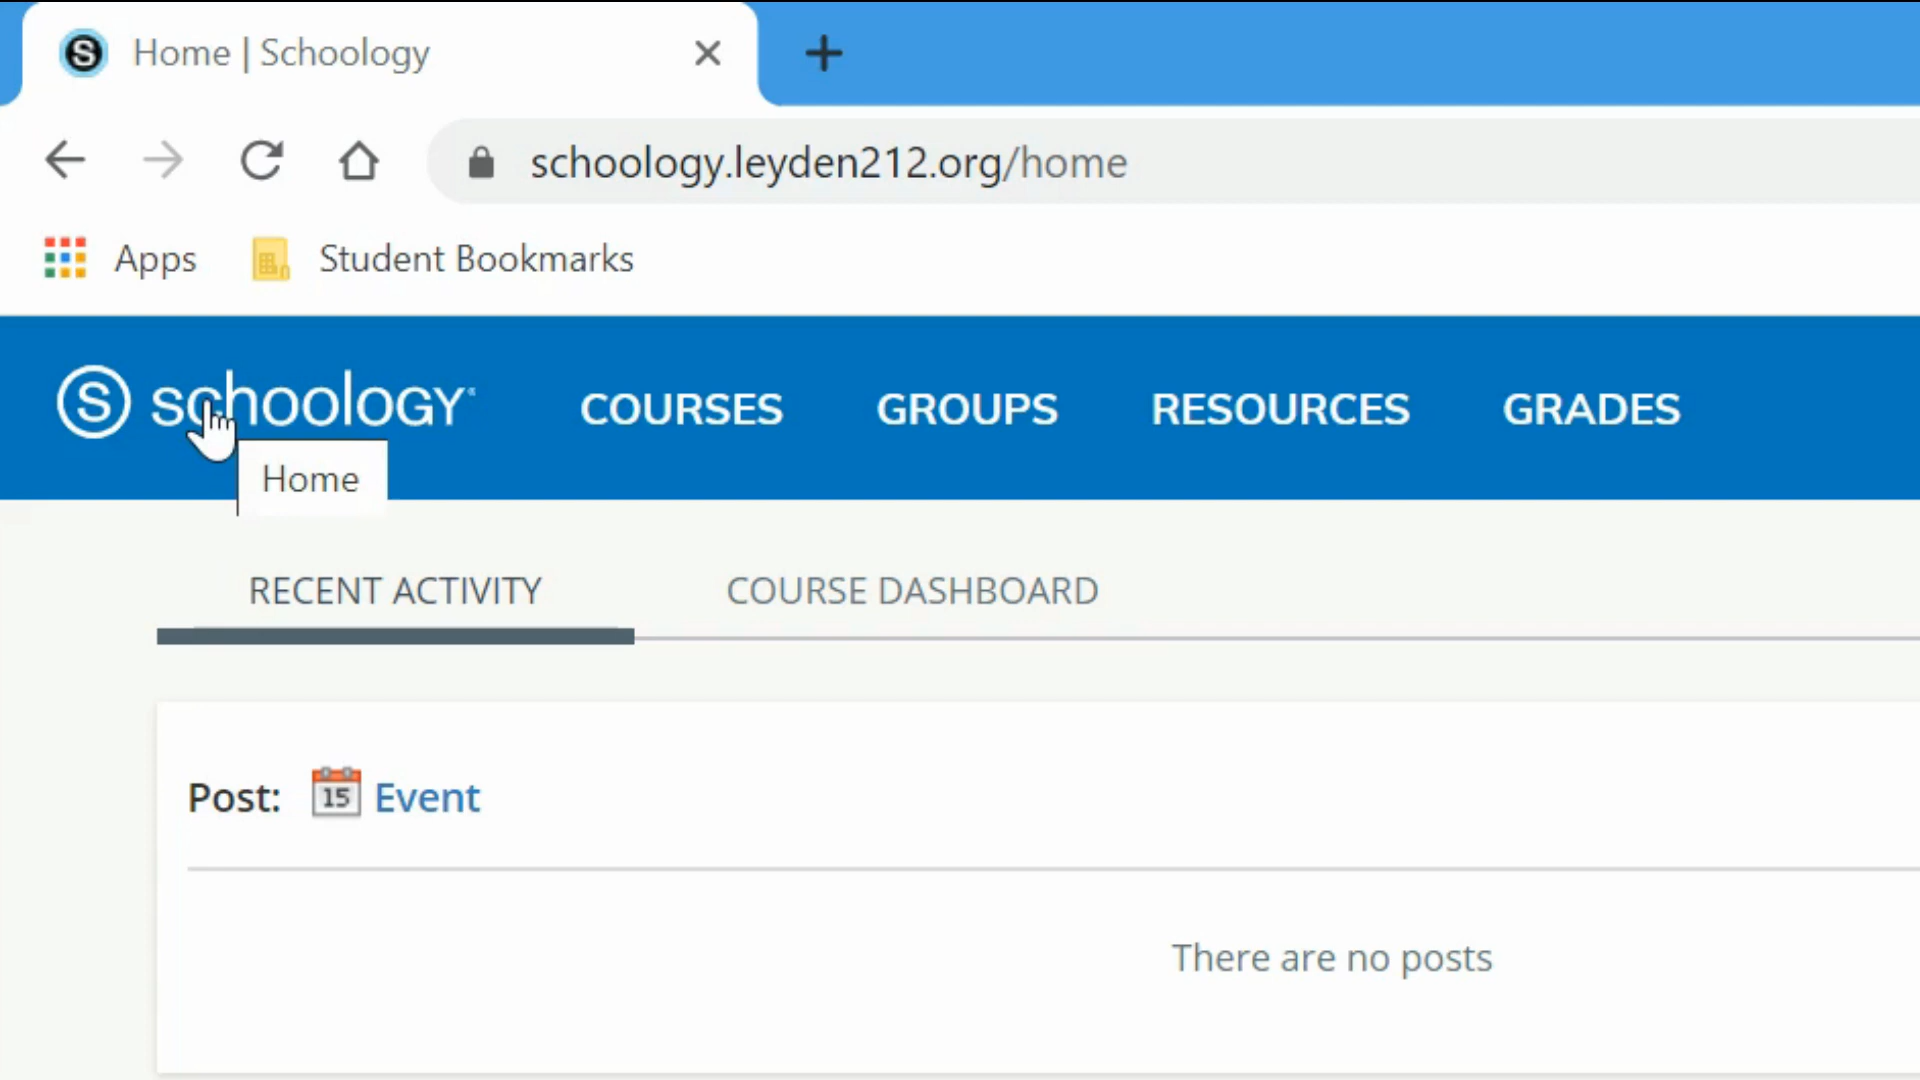 Home | Schoology
schoology.leyden212.org/home
Apps Student Bookmarks
S schoology COURSES GROUPS RESOURCES GRADES
Home
RECENT ACTIVITY COURSE DASHBOARD
Post: 15 Event
There are no posts